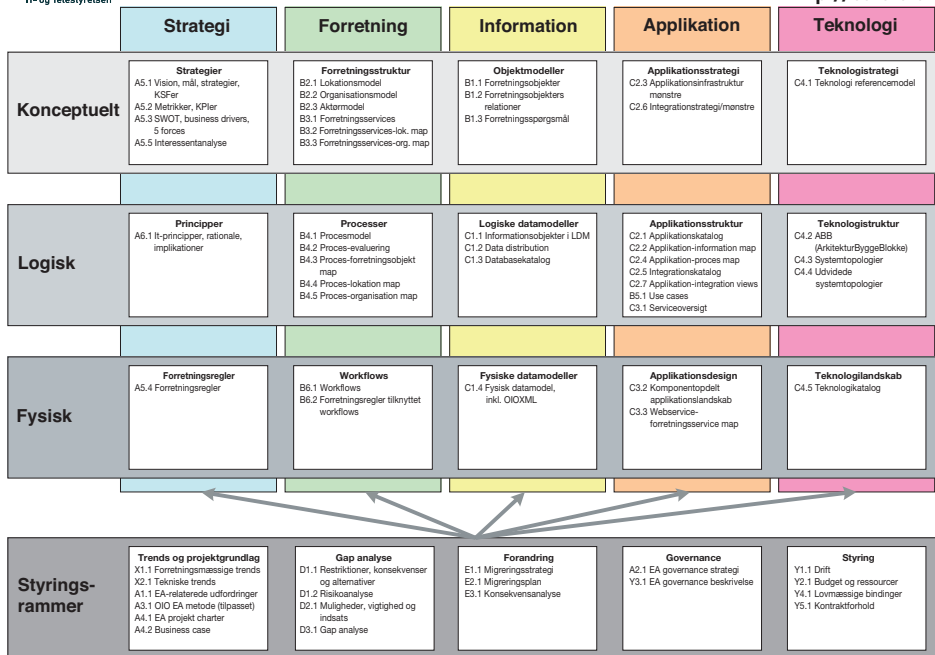 Strategi
Forretning
Information
Applikation
Teknologi
Konceptuelt
Strategier
A5.1 Vision, mål, strategier,
KSFer
A5.2 Metrikker, KPIer
A5.3 SWOT, business drivers,
5 forces
A5.5 Interessentanalyse
Forretningsstruktur
B2.1 Lokationsmodel
B2.2 Organisationsmodel
B2.3 Aktørmodel
B3.1 Forretningsservices
B3.2 Forretningsservices-lok. map
B3.3 Forretningsservices-org. map
Objektmodeller
B1.1 Forretningsobjekter
B1.2 Forretningsobjekters
relationer
B1.3 Forretningsspørgsmål
Applikationsstrategi
C2.3 Applikationsinfrastruktur
mønstre
C2.6 Integrationstrategi/mønstre
Teknologistrategi
C4.1 Teknologi referencemodel
Logisk
Principper
A6.1 It-principper, rationale,
implikationer
Processer
B4.1 Procesmodel
B4.2 Proces-evaluering
B4.3 Proces-forretningsobjekt
map
B4.4 Proces-lokation map
B4.5 Proces-organisation map
Logiske datamodeller
C1.1 Informationsobjekter i LDM
C1.2 Data distribution
C1.3 Databasekatalog
Applikationsstruktur
C2.1 Applikationskatalog
C2.2 Applikation-information map
C2.4 Applikation-proces map
C2.5 Integrationskatalog
C2.7 Applikation-integration views
B5.1 Use cases
C3.1 Serviceoversigt
Teknologistruktur
C4.2 ABB
(ArkitekturByggeBlokke)
C4.3 Systemtopologier
C4.4 Udvidede
systemtopologier
Fysisk
Forretningsregler
A5.4 Forretningsregler
Workflows
B6.1 Workflows
B6.2 Forretningsregler tilknyttet
workflows
Fysiske datamodeller
C1.4 Fysisk datamodel,
inkl. OIOXML
Applikationsdesign
C3.2 Komponentopdelt
applikationslandskab
C3.3 Webservice-
forretningsservice map
Teknologilandskab
C4.5 Teknologikatalog
Styrings-
rammer
Trends og projektgrundlag
X1.1 Forretningsmæssige trends
X2.1 Tekniske trends
A1.1 EA-relaterede udfordringer
A3.1 OIO EA metode (tilpasset)
A4.1 EA projekt charter
A4.2 Business case
Gap analyse
D1.1 Restriktioner, konsekvenser
og alternativer
D1.2 Risikoanalyse
D2.1 Muligheder, vigtighed og
indsats
D3.1 Gap analyse
Forandring
E1.1 Migreringsstrategi
E2.1 Migreringsplan
E3.1 Konsekvensanalyse
Governance
A2.1 EA governance strategi
Y3.1 EA governance beskrivelse
Styring
Y1.1 Drift
Y2.1 Budget og ressourcer
Y4.1 Lovmæssige bindinger
Y5.1 Kontraktforhold